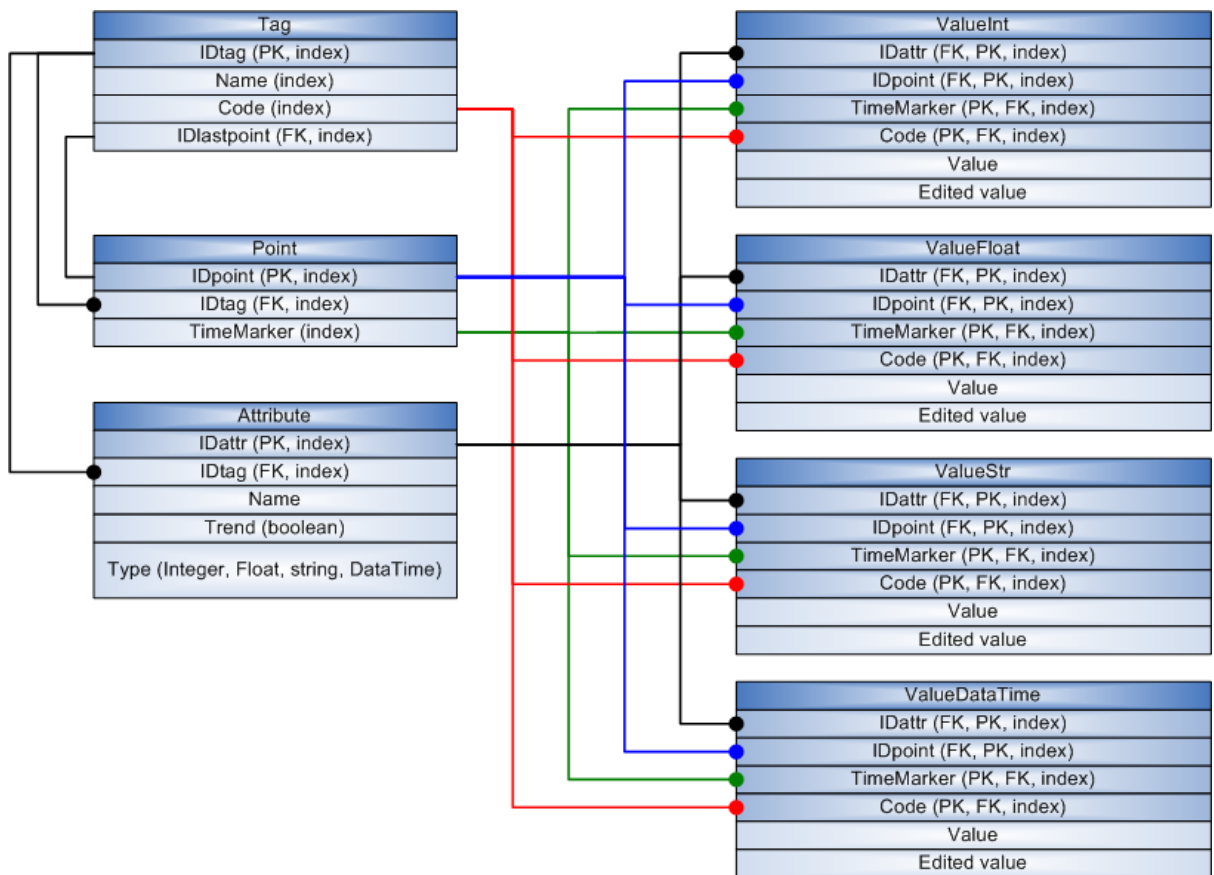 Tag
IDtag (PK, index)
Name (index)
Code (index)
IDlastpoint (FK, index)
Point
IDpoint (PK, index)
IDtag (FK, index)
TimeMarker (index)
Attribute
IDattr (PK, index)
IDtag (FK, index)
Name
Trend (boolean)
Type (Integer, Float, string, DataTime)
ValueInt
IDattr (FK, PK, index)
IDpoint (FK, PK, index)
TimeMarker (PK, FK, index)
Code (PK, FK, index)
Value
Edited value
ValueFloat
IDattr (FK, PK, index)
IDpoint (FK, PK, index)
TimeMarker (PK, FK, index)
Code (PK, FK, index)
Value
Edited value
ValueStr
IDattr (FK, PK, index)
IDpoint (FK, PK, index)
TimeMarker (PK, FK, index)
Code (PK, FK, index)
Value
Edited value
ValueDataTime
IDattr (FK, PK, index)
IDpoint (FK, PK, index)
TimeMarker (PK, FK, index)
Code (PK, FK, index)
Value
Edited value